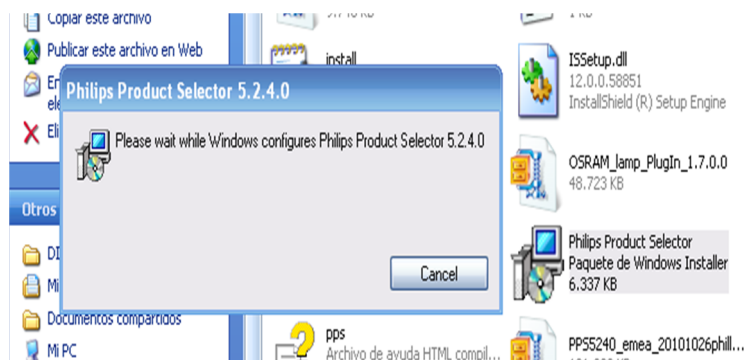 Copiar este archivo
Publicar este archivo en Web
Philips Product Selector 5.2.4.0
Please wait while Windows configures Philips Product Selector 5.2.4.0
Cancel
Otros
Mi
Documentos compartidos
Mi PC
install
ISSetup.dll
12.0.0.58851
InstallShield (R) Setup Engine
OSRAM_lamp_PlugIn_1.7.0.0
48.723 KB
Philips Product Selector
Paquete de Windows Installer
6.337 KB
pps
Archivo de ayuda HTML compil...
PPS5240_emea_20101026phill...